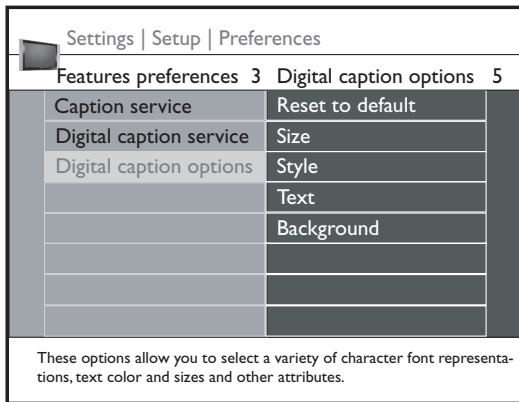 Settings | Setup | Preferences
Features preferences 3 Digital caption options 5
Caption service Reset to default
Digital caption service Size
Digital caption options Style
Text
Background
These options allow you to select a variety of character font representa-
tions, text color and sizes and other attributes.